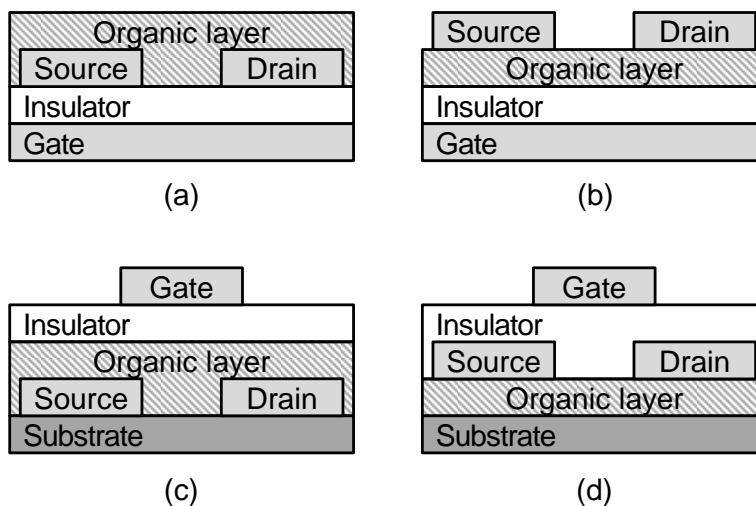 Organic layer
Source
Drain
Insulator
Gate
(a)
Source
Drain
Organic layer
Insulator
Gate
(b)
Gate
Insulator
Organic layer
Source
Drain
Substrate
(c)
Gate
Insulator
Source
Drain
Organic layer
Substrate
(d)